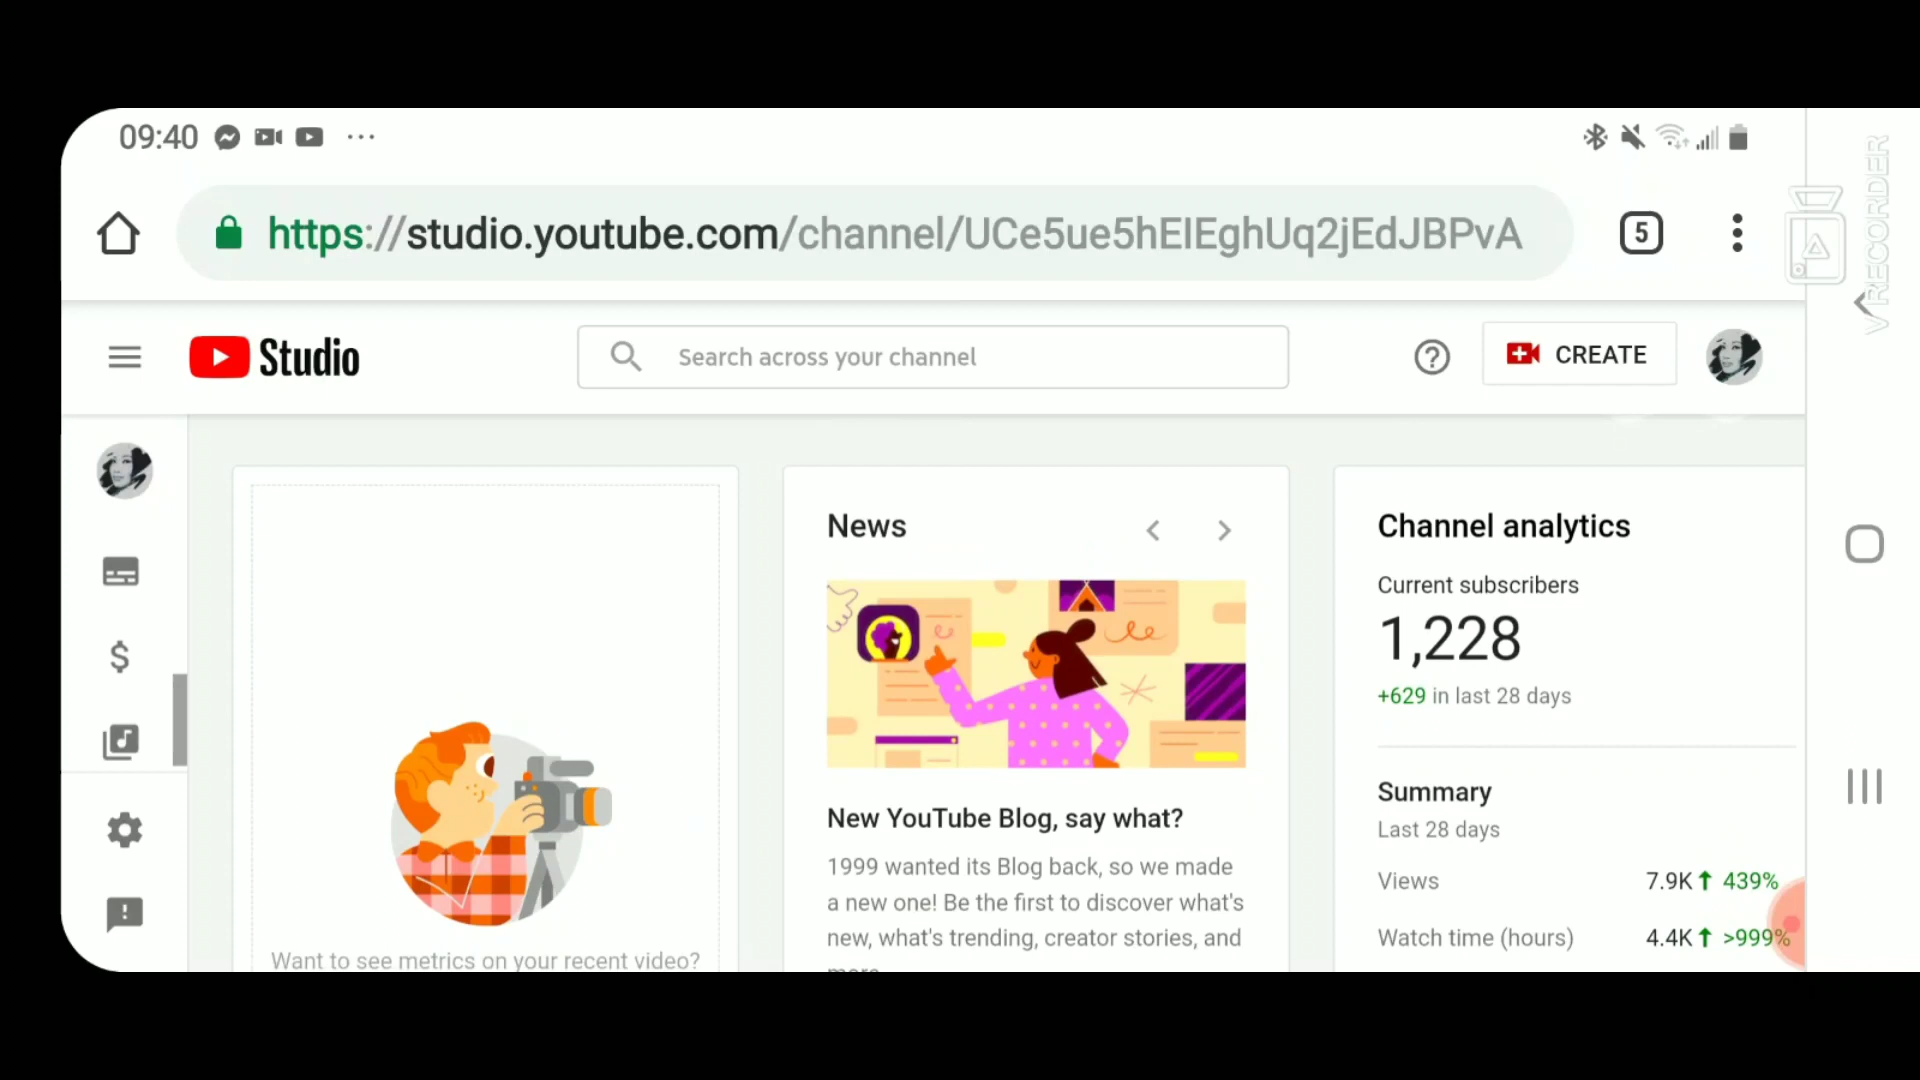 09:40
https://studio.youtube.com/channel/UCe5ue5hEIEghUq2jEdJBPvA
5
VRECORDER
Studio
Search across your channel
CREATE
News
New YouTube Blog, say what?
1999 wanted its Blog back, so we made
a new one! Be the first to discover what's
new, what's trending, creator stories, and
more
Channel analytics
Current subscribers
1,228
+629 in last 28 days
Summary
Last 28 days
Views 7.9K 439%
Watch time (hours) 4.4K >999%
Want to see metrics on your recent video?